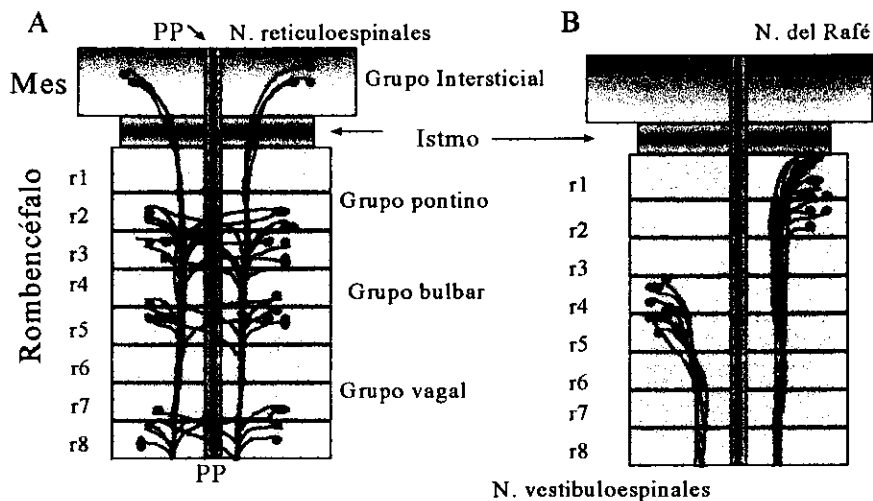 A
PP
N. reticuloespinales
Mes
Grupo Intersticial
Istmo
Rombencéfalo
r1
r2
r3
r4
r5
r6
r7
r8
Grupo pontino
Grupo bulbar
Grupo vagal
PP
B
N. del Rafé
r1
r2
r3
r4
r5
r6
r7
r8
N. vestibuloespinales